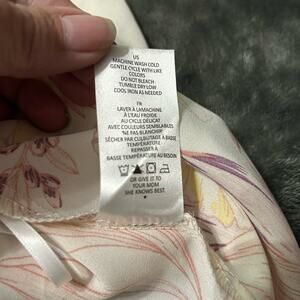 US
MACHINE WASH COLD
GENTLE CYCLE WITH LIKE
COLORS
DO NOT BLEACH
TUMBLE DRY LOW
COOL IRON AS NEEDED
FR
LAVER À LAMACHINE
À L'EAU FROIDE
AU CYCLE DÉLICAT
AVEC COULEURS SEMBLABLES
"NE PAS BLANCHIR"
SÉCHER PAR CULBUTAGE À BASSE
TEMPÉRATURE
REPASSER À
BASSE TEMPÉRATURE AU BESOIN
OR GIVE IT TO
YOUR MOM
SHE KNOWS BEST.